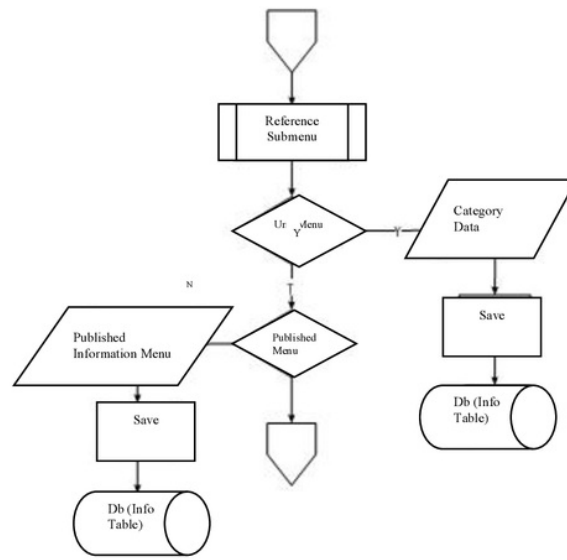 Reference
Submenu
Menu
Y
Y
Category
Data
T
N
Save
Published
Menu
Published
Information Menu
Save
Db (Info
Table)
Db (Info
Table)